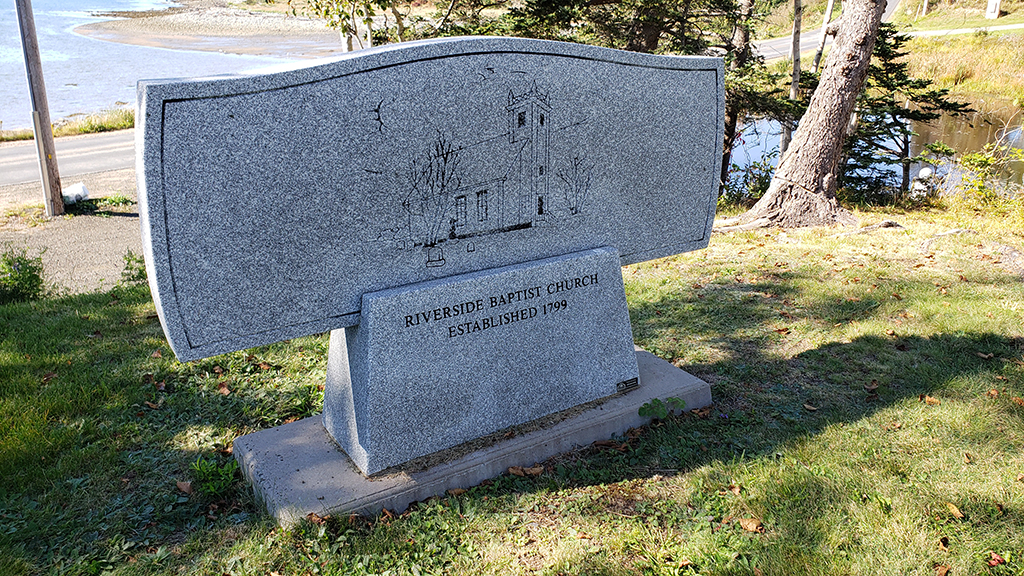 RIVERSIDE BAPTIST CHURCH
ESTABLISHED 1799